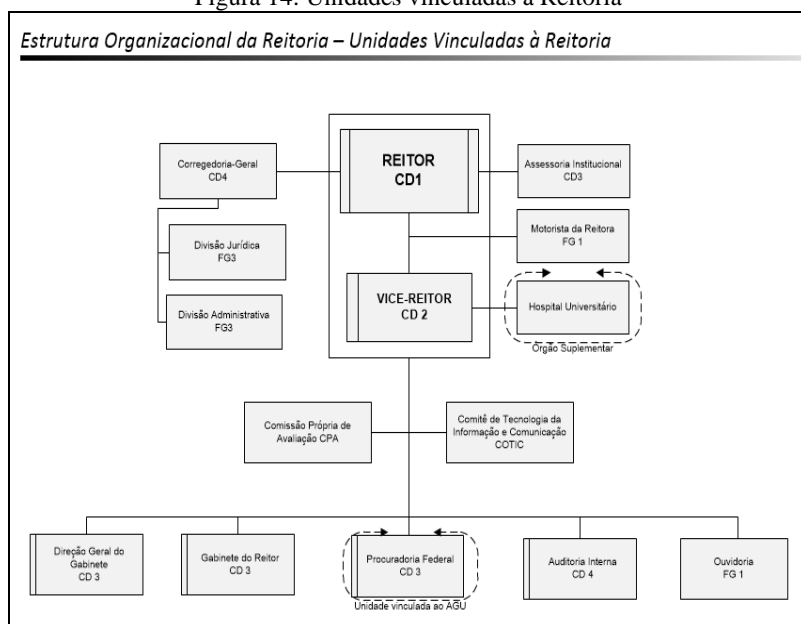 Figura 14: Unidades vinculadas à Reitoria
Estrutura Organizacional da Reitoria – Unidades Vinculadas à Reitoria
REITOR
CD1
Corregedoria-Geral
CD4
Assessoria Institucional
CD3
Divisão Jurídica
FG3
Motorista da Reitora
FG 1
Divisão Administrativa
FG3
VICE-REITOR
CD 2
Hospital Universitário
Órgão Suplementar
Comissão Própria de
Avaliação CPA
Comitê de Tecnologia da
Informação e Comunicação
COTIC
Direção Geral do
Gabinete
CD 3
Gabinete do Reitor
CD 3
Procuradoria Federal
CD 3
Unidade vinculada ao AGU
Auditoria Interna
CD 4
Ouvidoria
FG 1